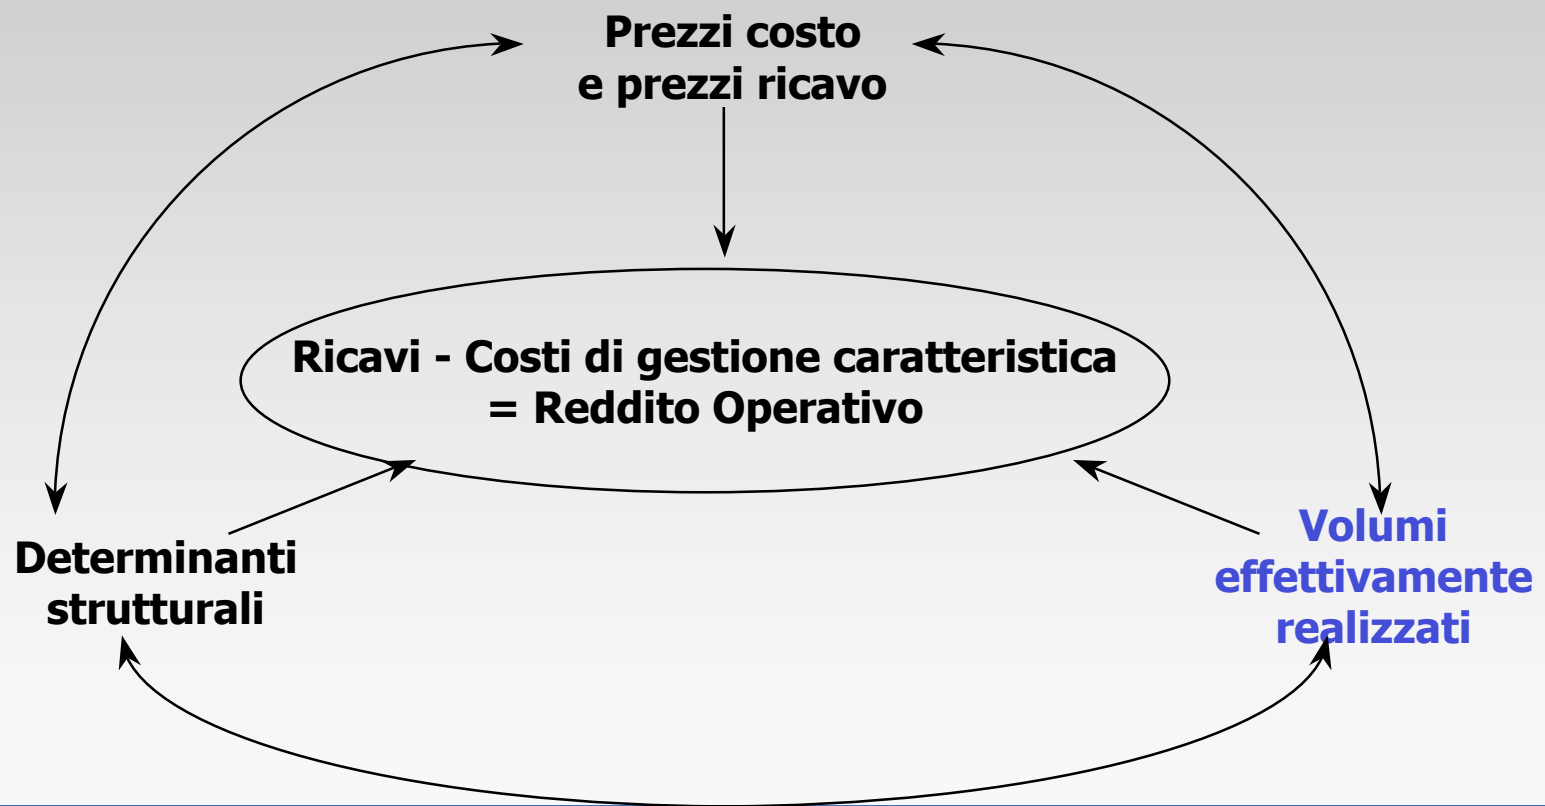 Prezzi costo
e prezzi ricavo
Ricavi - Costi di gestione caratteristica
= Reddito Operativo
Determinanti
strutturali
Volumi
effettivamente
realizzati